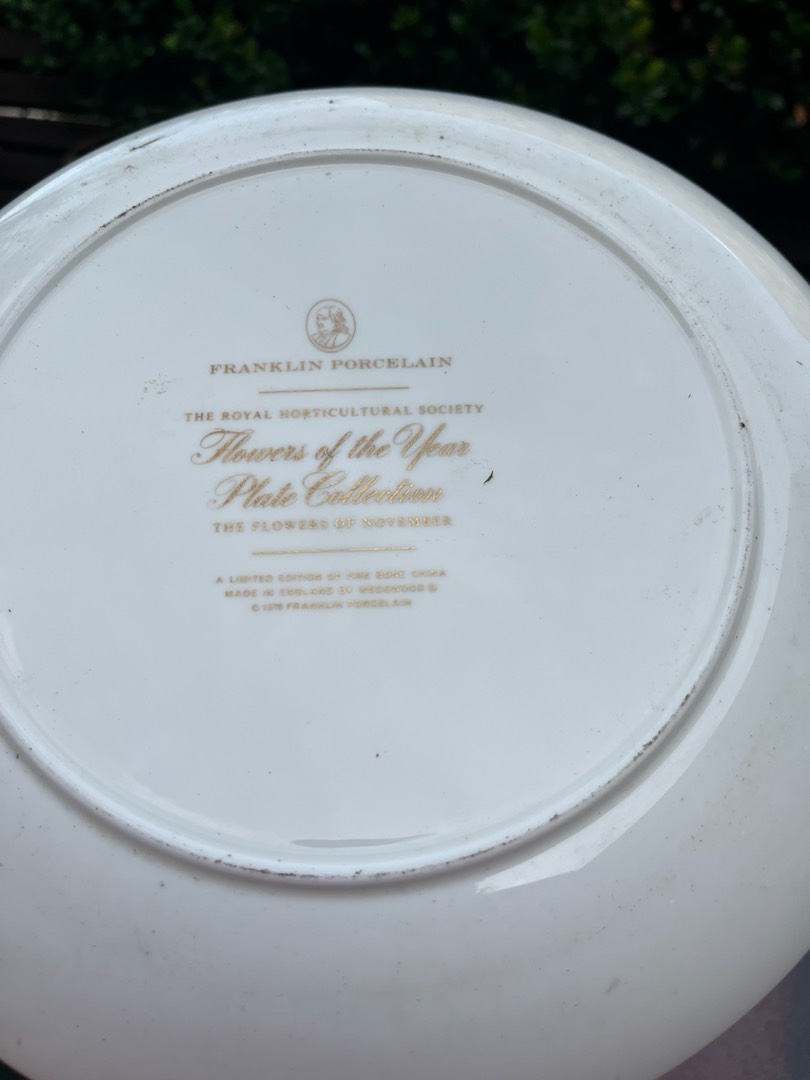 FRANKLIN PORCELAIN
THE ROYAL HORTICULTURAL SOCIETY
Flowers of the Year
Plate Collection
THE FLOWERS OF NOVEMBER
A LIMITED EDITION OF FINE BONE CHINA
MADE IN ENGLAND BY WEDGWOOD ®
© FRANKLIN PORCELAIN